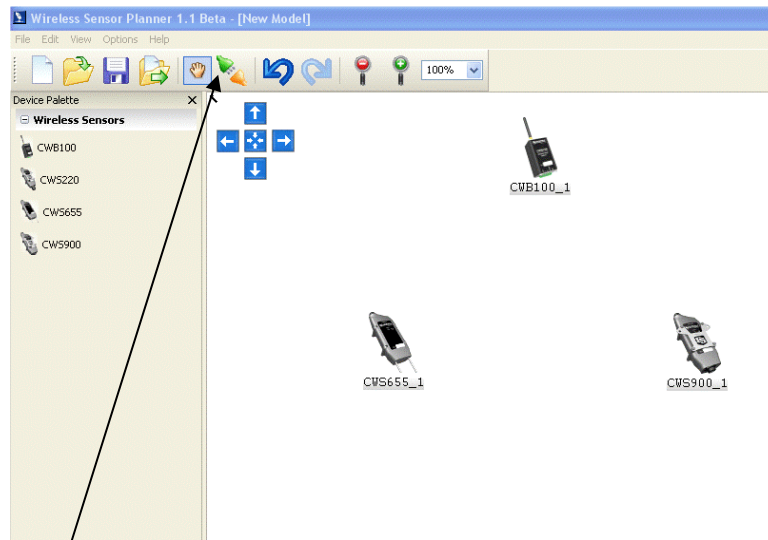 Wireless Sensor Planner 1.1 Beta - [New Model]
File Edit View Options Help
100%
Device Palette X
Wireless Sensors
CWB100
CWS220
CWS655
CWS900
CWB100_1
CWS655_1
CWS900_1